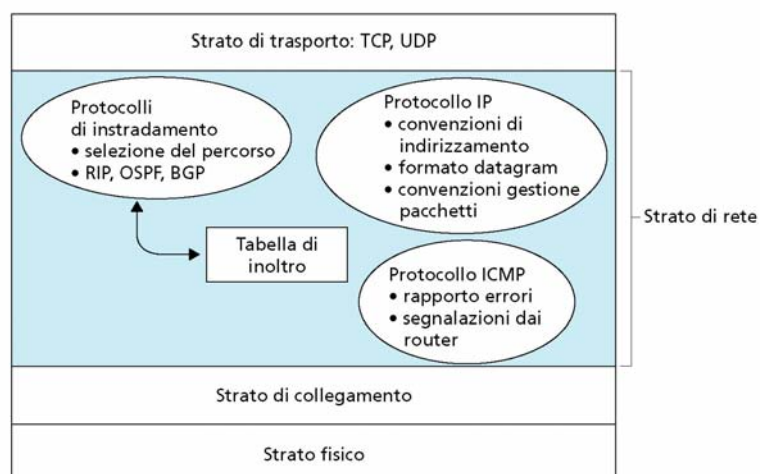 Strato di trasporto: TCP, UDP
Protocolli
di instradamento
• selezione del percorso
• RIP, OSPF, BGP
Protocollo IP
• convenzioni di
indirizzamento
• formato datagram
• convenzioni gestione
pacchetti
Strato di rete
Tabella di
inoltro
Protocollo ICMP
• rapporto errori
• segnalazioni dai
router
Strato di collegamento
Strato fisico